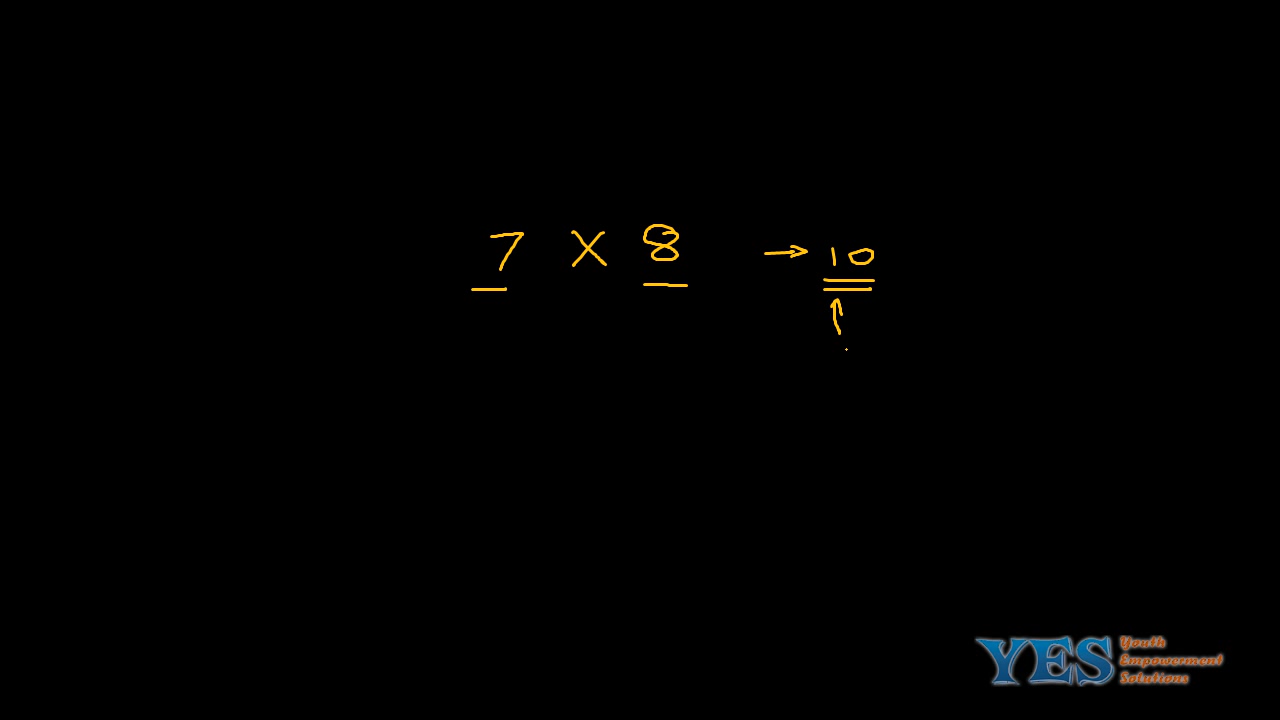 7 X 8 → 10
YES Youth
Empowerment
Solutions